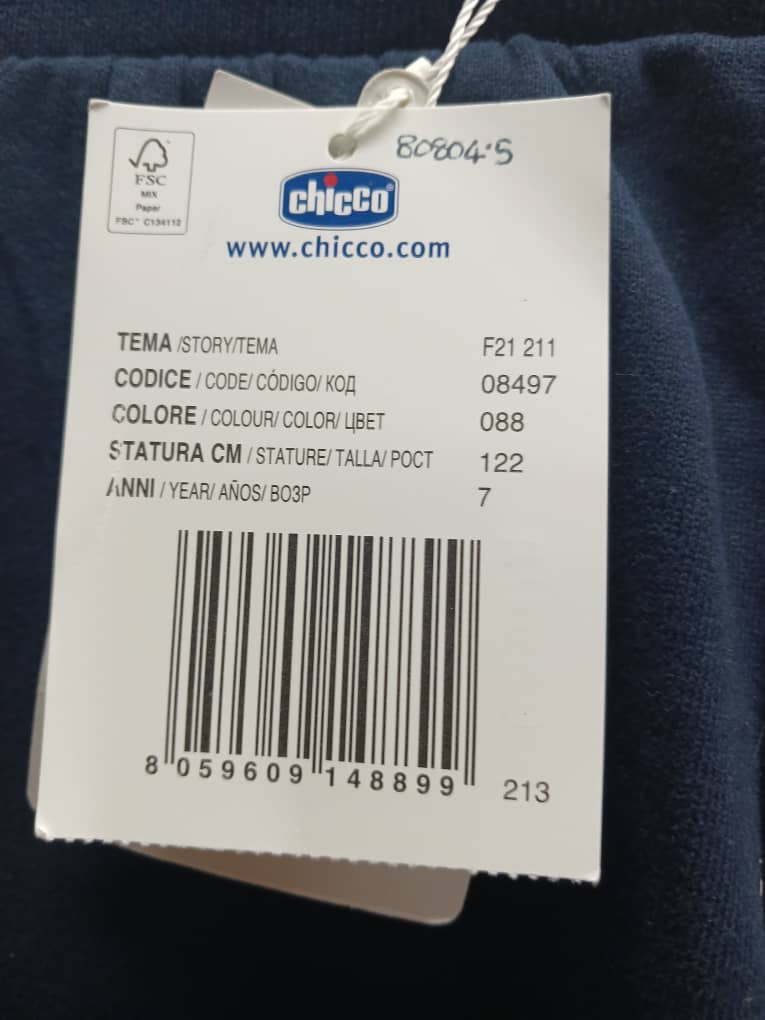 80804.5
FSC
MIX
Paper
FSC™ C134112
chicco®
www.chicco.com
TEMA /STORY/TEMA F21 211
CODICE / CODE/ CÓDIGO/ КОД 08497
COLORE / COLOUR/ COLOR/ ЦВЕТ 088
STATURA CM / STATURE/ TALLA/ РОСТ 122
ANNI / YEAR/ AÑOS/ ВОЗР 7
8 059609 148899 213